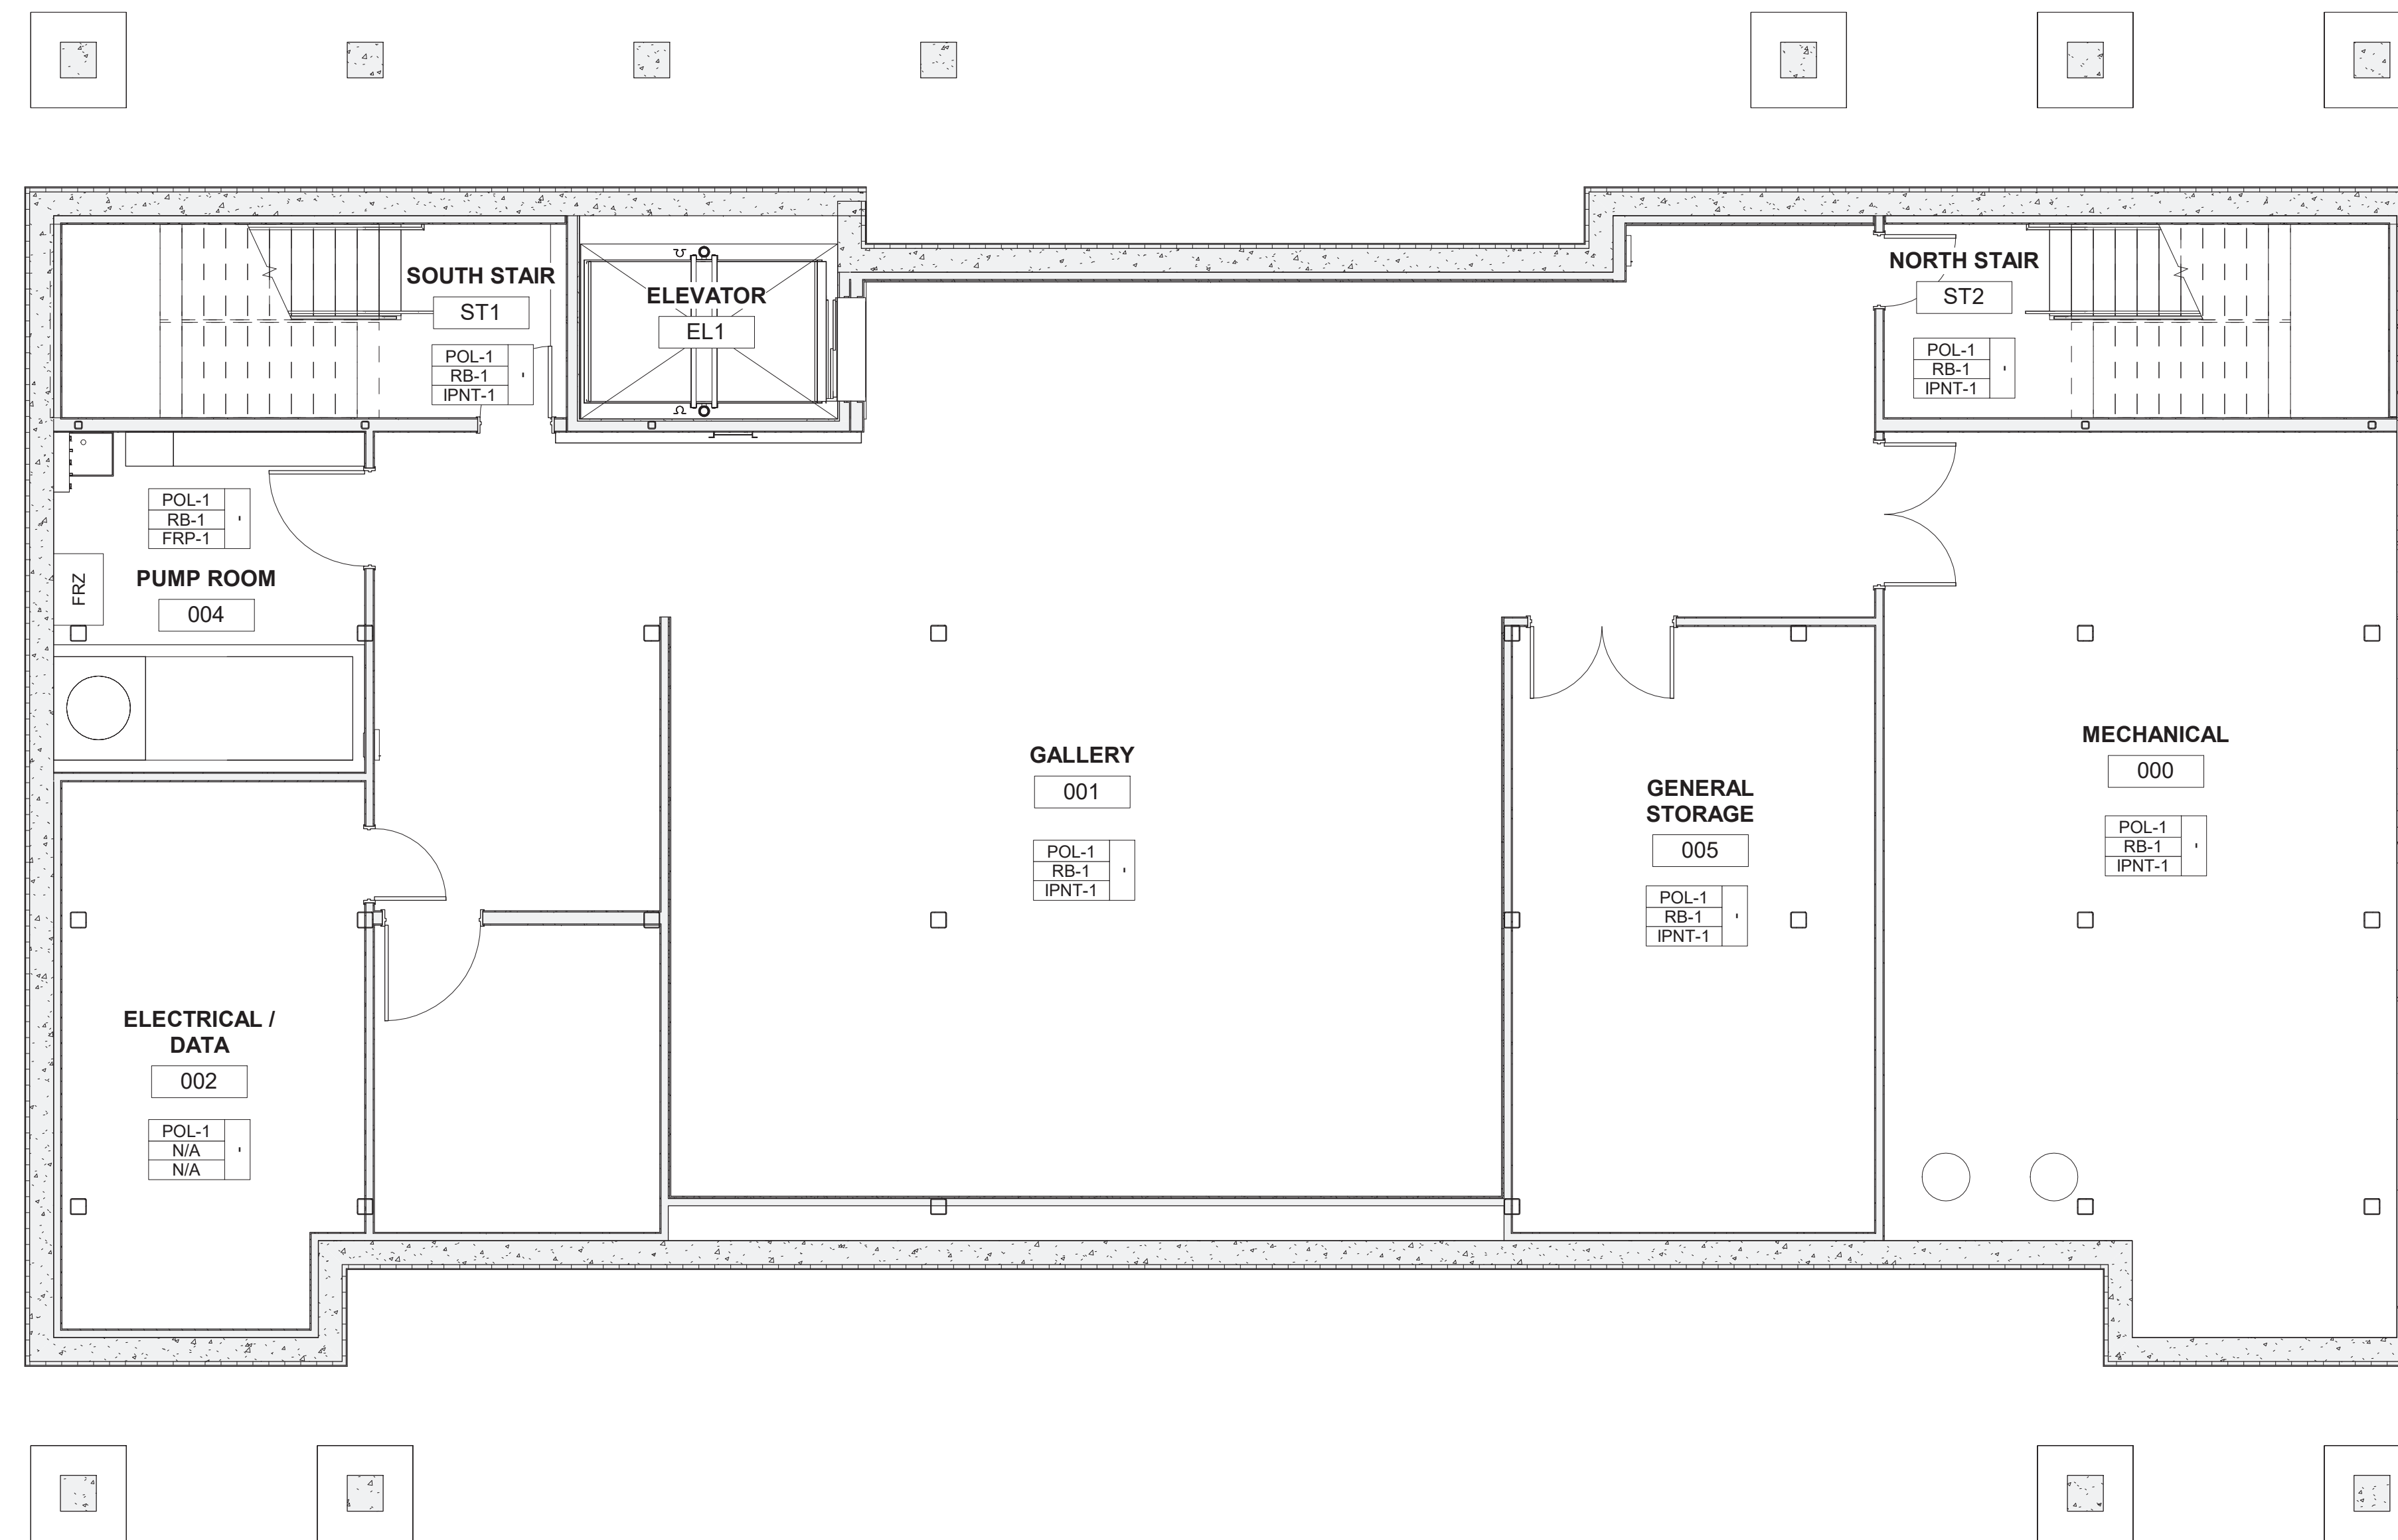 SOUTH STAIR
ST1
POL-1
RB-1
IPNT-1
-
ELEVATOR
EL1
NORTH STAIR
ST2
POL-1
RB-1
IPNT-1
-
POL-1
RB-1
FRP-1
-
PUMP ROOM
004
FRZ
GALLERY
001
POL-1
RB-1
IPNT-1
-
GENERAL
STORAGE
005
POL-1
RB-1
IPNT-1
-
MECHANICAL
000
POL-1
RB-1
IPNT-1
-
ELECTRICAL /
DATA
002
POL-1
N/A
N/A
-